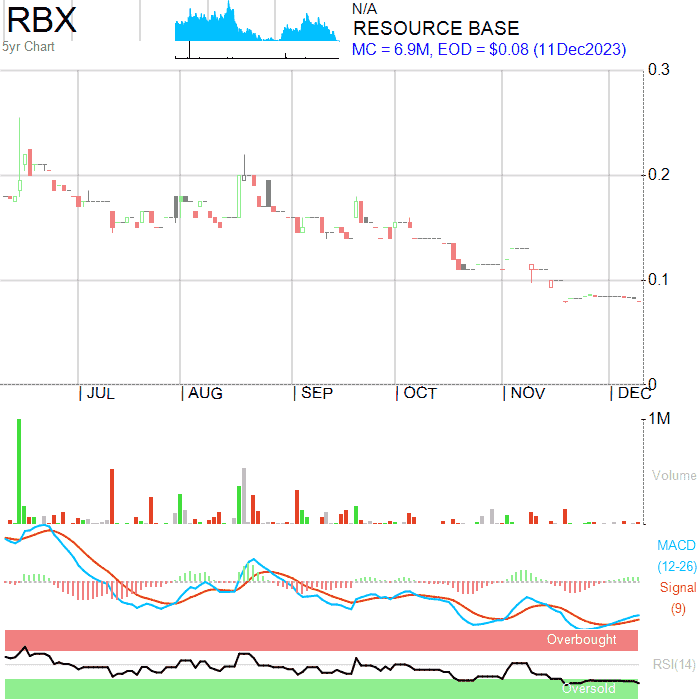 RBX
5yr Chart
N/A
RESOURCE BASE
MC = 6.9M, EOD = $0.08 (11Dec2023)
0.3
0.2
0.1
0
JUL AUG SEP OCT NOV DEC
1M
Volume
MACD
(12-26)
Signal
(9)
Overbought
RSI(14)
Oversold